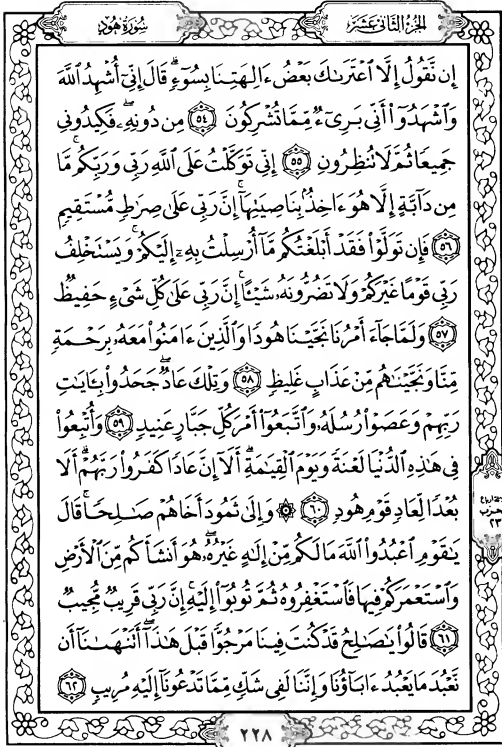 الجزء الثاني عشر
سورة هود
إِن نَّقُولُ إِلَّا ٱعْتَرَىٰكَ بَعْضُ ءَالِهَتِنَا بِسُوٓءٍۗ قَالَ إِنِّيٓ أُشْهِدُ ٱللَّهَ
وَٱشْهَدُوٓاْ أَنِّي بَرِيٓءٌ مِّمَّا تُشْرِكُونَ ٥٤ مِن دُونِهِۦۖ فَكِيدُونِي
جَمِيعًا ثُمَّ لَا تُنظِرُونِ ٥٥ إِنِّي تَوَكَّلْتُ عَلَى ٱللَّهِ رَبِّي وَرَبِّكُمۚ مَّا
مِن دَآبَّةٍ إِلَّا هُوَ ءَاخِذُۢ بِنَاصِيَتِهَآۚ إِنَّ رَبِّي عَلَىٰ صِرَٰطٍ مُّسْتَقِيمٍ
٥٦ فَإِن تَوَلَّوْاْ فَقَدْ أَبْلَغْتُكُم مَّآ أُرْسِلْتُ بِهِۦٓ إِلَيْكُمْۚ وَيَسْتَخْلِفُ
رَبِّي قَوْمًا غَيْرَكُمْ وَلَا تَضُرُّونَهُۥ شَيْـًٔاۚ إِنَّ رَبِّي عَلَىٰ كُلِّ شَيْءٍ حَفِيظٌ
٥٧ وَلَمَّا جَآءَ أَمْرُنَا نَجَّيْنَا هُودًا وَٱلَّذِينَ ءَامَنُواْ مَعَهُۥ بِرَحْمَةٍ
مِّنَّا وَنَجَّيْنَٰهُم مِّنْ عَذَابٍ غَلِيظٍ ٥٨ وَتِلْكَ عَادٌۖ جَحَدُواْ بِـَٔايَٰتِ
رَبِّهِمْ وَعَصَوْاْ رُسُلَهُۥ وَٱتَّبَعُوٓاْ أَمْرَ كُلِّ جَبَّارٍ عَنِيدٍ ٥٩ وَأُتْبِعُواْ
فِي هَٰذِهِ ٱلدُّنْيَا لَعْنَةً وَيَوْمَ ٱلْقِيَٰمَةِۗ أَلَآ إِنَّ عَادًا كَفَرُواْ رَبَّهُمْۗ أَلَا
بُعْدًا لِّعَادٍ قَوْمِ هُودٍ ٦٠ ۞ وَإِلَىٰ ثَمُودَ أَخَاهُمْ صَٰلِحًاۚ قَالَ
يَٰقَوْمِ ٱعْبُدُواْ ٱللَّهَ مَا لَكُم مِّنْ إِلَٰهٍ غَيْرُهُۥۖ هُوَ أَنشَأَكُم مِّنَ ٱلْأَرْضِ
وَٱسْتَعْمَرَكُمْ فِيهَا فَٱسْتَغْفِرُوهُ ثُمَّ تُوبُوٓاْ إِلَيْهِۚ إِنَّ رَبِّي قَرِيبٌ مُّجِيبٌ
٦١ قَالُواْ يَٰصَٰلِحُ قَدْ كُنتَ فِينَا مَرْجُوًّا قَبْلَ هَٰذَآۖ أَتَنْهَىٰنَآ أَن
نَّعْبُدَ مَا يَعْبُدُ ءَابَآؤُنَا وَإِنَّنَا لَفِي شَكٍّ مِّمَّا تَدْعُونَآ إِلَيْهِ مُرِيبٍ ٦٢
حزب
٢٣
٢٢٨